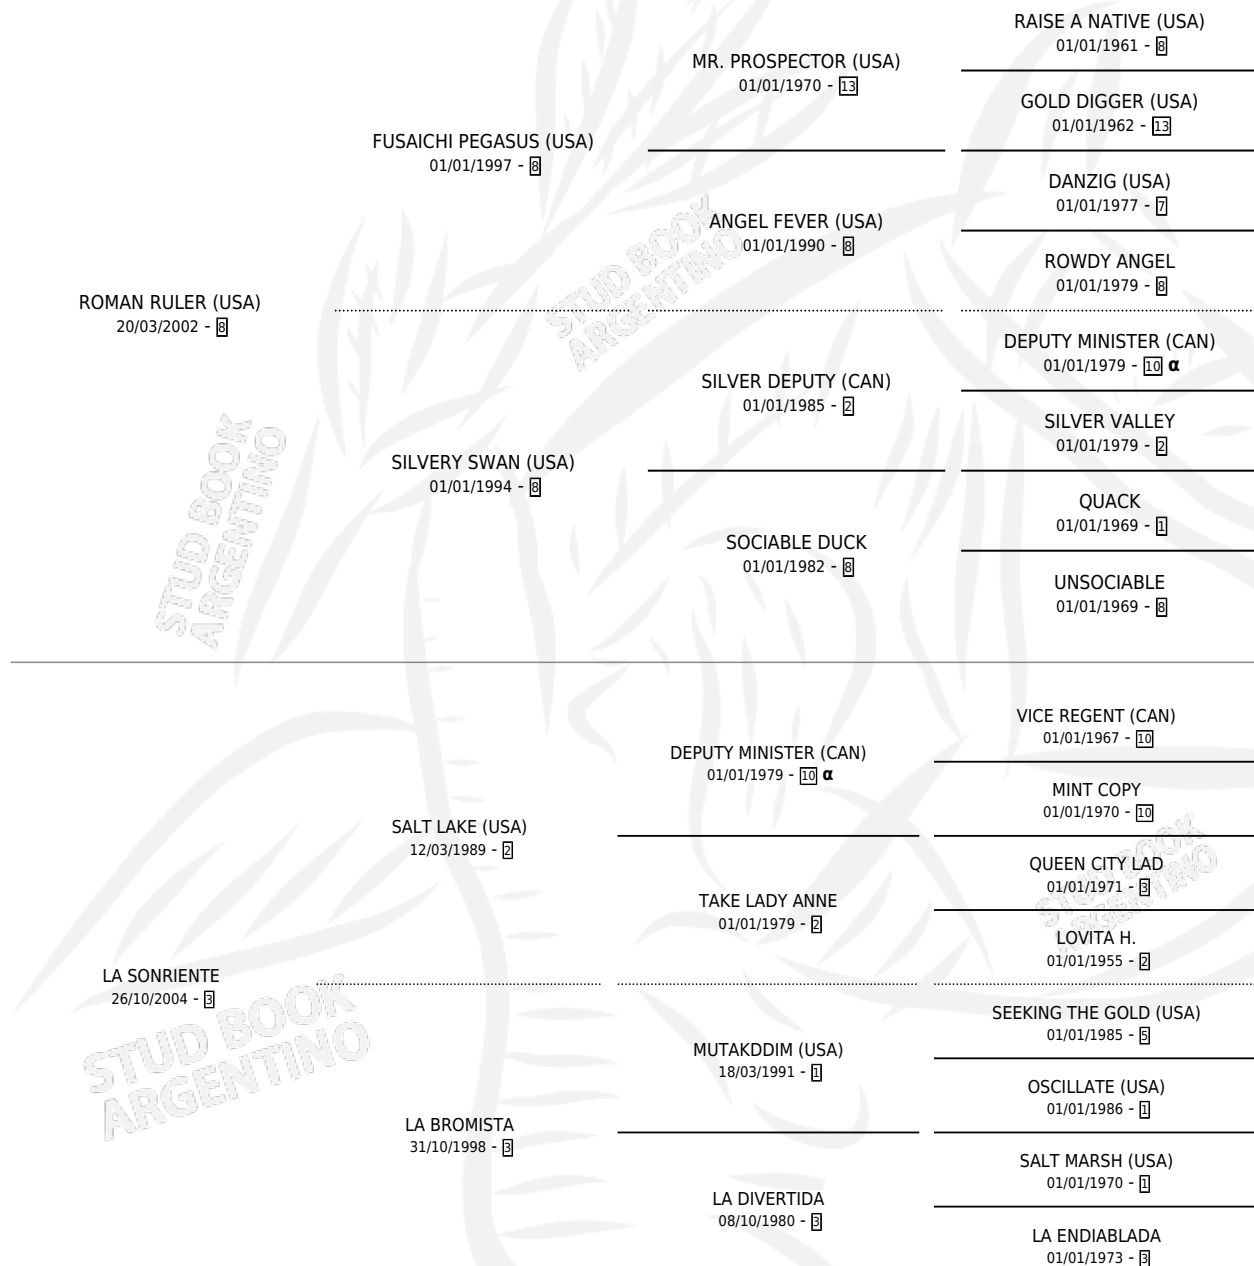 RAISE A NATIVE (USA)
01/01/1961 - 8
MR. PROSPECTOR (USA)
01/01/1970 - 13
GOLD DIGGER (USA)
01/01/1962 - 13
FUSAICHI PEGASUS (USA)
01/01/1997 - 8
DANZIG (USA)
01/01/1977 - 7
ANGEL FEVER (USA)
01/01/1990 - 8
ROWDY ANGEL
01/01/1979 - 8
ROMAN RULER (USA)
20/03/2002 - 8
DEPUTY MINISTER (CAN)
01/01/1979 - 10 α
SILVER DEPUTY (CAN)
01/01/1985 - 2
SILVER VALLEY
01/01/1979 - 2
SILVERY SWAN (USA)
01/01/1994 - 8
QUACK
01/01/1969 - 1
SOCIABLE DUCK
01/01/1982 - 8
UNSOCIABLE
01/01/1969 - 8
VICE REGENT (CAN)
01/01/1967 - 10
DEPUTY MINISTER (CAN)
01/01/1979 - 10 α
MINT COPY
01/01/1970 - 10
SALT LAKE (USA)
12/03/1989 - 2
QUEEN CITY LAD
01/01/1971 - 3
TAKE LADY ANNE
01/01/1979 - 2
LOVITA H.
01/01/1955 - 2
LA SONRIENTE
26/10/2004 - 3
SEEKING THE GOLD (USA)
01/01/1985 - 5
MUTAKDDIM (USA)
18/03/1991 - 1
OSCILLATE (USA)
01/01/1986 - 1
LA BROMISTA
31/10/1998 - 3
SALT MARSH (USA)
01/01/1970 - 1
LA DIVERTIDA
08/10/1980 - 3
LA ENDIABLADA
01/01/1973 - 3
STUD BOOK
ARGENTINO
STUD BOOK
ARGENTINO
STUD BOOK
ARGENTINO
STUD BOOK
ARGENTINO